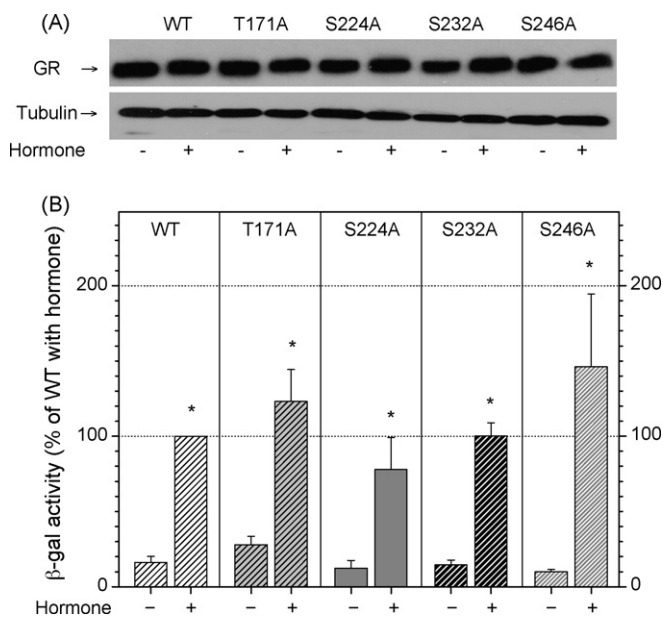 (A) WT T171A S224A S232A S246A
GR →
Tubulin →
Hormone - + - + - + - + - +
(B)
WT T171A S224A S232A S246A
β-gal activity (% of WT with hormone)
* * * * *
200 200
100 100
0 0
Hormone − + − + − + − + − +